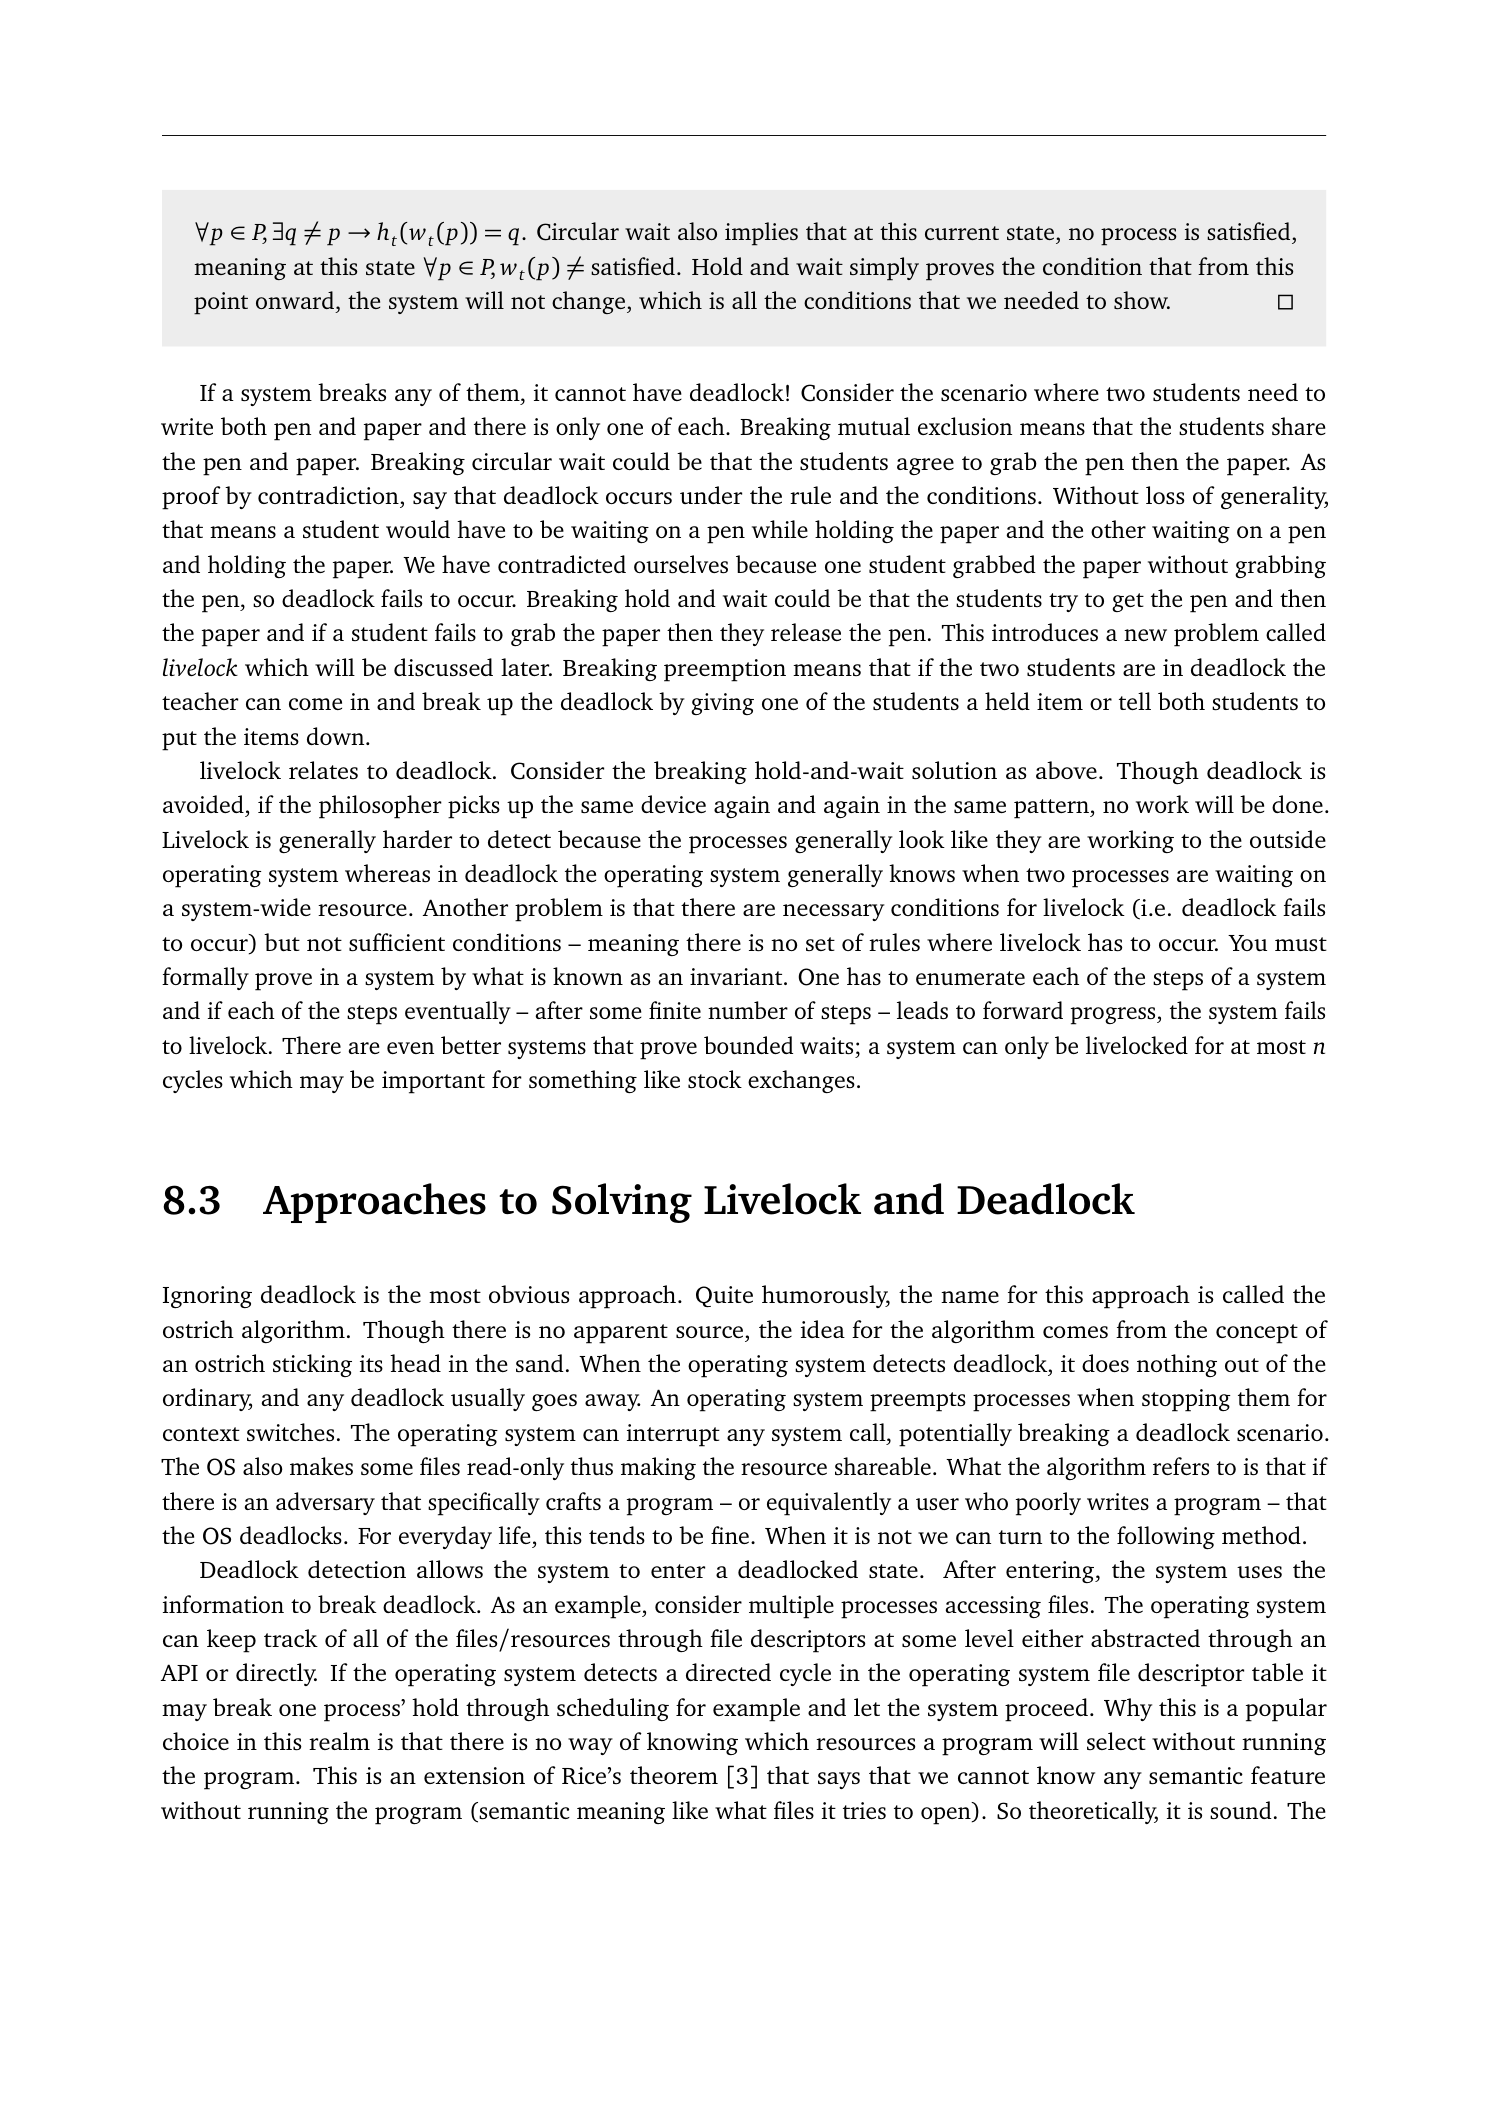 ∀p ∈ P, ∃q ≠ p → hₜ(wₜ(p)) = q. Circular wait also implies that at this current state, no process is satisfied,
meaning at this state ∀p ∈ P, wₜ(p) ≠ satisfied. Hold and wait simply proves the condition that from this
point onward, the system will not change, which is all the conditions that we needed to show. □
If a system breaks any of them, it cannot have deadlock! Consider the scenario where two students need to
write both pen and paper and there is only one of each. Breaking mutual exclusion means that the students share
the pen and paper. Breaking circular wait could be that the students agree to grab the pen then the paper. As
proof by contradiction, say that deadlock occurs under the rule and the conditions. Without loss of generality,
that means a student would have to be waiting on a pen while holding the paper and the other waiting on a pen
and holding the paper. We have contradicted ourselves because one student grabbed the paper without grabbing
the pen, so deadlock fails to occur. Breaking hold and wait could be that the students try to get the pen and then
the paper and if a student fails to grab the paper then they release the pen. This introduces a new problem called
livelock which will be discussed later. Breaking preemption means that if the two students are in deadlock the
teacher can come in and break up the deadlock by giving one of the students a held item or tell both students to
put the items down.
livelock relates to deadlock. Consider the breaking hold-and-wait solution as above. Though deadlock is
avoided, if the philosopher picks up the same device again and again in the same pattern, no work will be done.
Livelock is generally harder to detect because the processes generally look like they are working to the outside
operating system whereas in deadlock the operating system generally knows when two processes are waiting on
a system-wide resource. Another problem is that there are necessary conditions for livelock (i.e. deadlock fails
to occur) but not sufficient conditions – meaning there is no set of rules where livelock has to occur. You must
formally prove in a system by what is known as an invariant. One has to enumerate each of the steps of a system
and if each of the steps eventually – after some finite number of steps – leads to forward progress, the system fails
to livelock. There are even better systems that prove bounded waits; a system can only be livelocked for at most n
cycles which may be important for something like stock exchanges.
8.3 Approaches to Solving Livelock and Deadlock
Ignoring deadlock is the most obvious approach. Quite humorously, the name for this approach is called the
ostrich algorithm. Though there is no apparent source, the idea for the algorithm comes from the concept of
an ostrich sticking its head in the sand. When the operating system detects deadlock, it does nothing out of the
ordinary, and any deadlock usually goes away. An operating system preempts processes when stopping them for
context switches. The operating system can interrupt any system call, potentially breaking a deadlock scenario.
The OS also makes some files read-only thus making the resource shareable. What the algorithm refers to is that if
there is an adversary that specifically crafts a program – or equivalently a user who poorly writes a program – that
the OS deadlocks. For everyday life, this tends to be fine. When it is not we can turn to the following method.
Deadlock detection allows the system to enter a deadlocked state. After entering, the system uses the
information to break deadlock. As an example, consider multiple processes accessing files. The operating system
can keep track of all of the files/resources through file descriptors at some level either abstracted through an
API or directly. If the operating system detects a directed cycle in the operating system file descriptor table it
may break one process’ hold through scheduling for example and let the system proceed. Why this is a popular
choice in this realm is that there is no way of knowing which resources a program will select without running
the program. This is an extension of Rice’s theorem [3] that says that we cannot know any semantic feature
without running the program (semantic meaning like what files it tries to open). So theoretically, it is sound. The